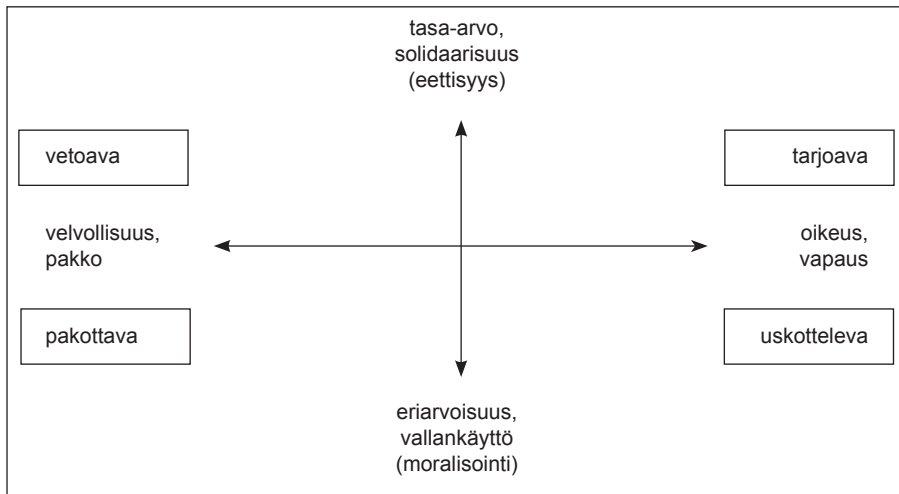 tasa-arvo,
solidaarisuus
(eettisyys)
vetoava
tarjoava
velvollisuus,
pakko
oikeus,
vapaus
pakottava
uskotteleva
eriarvoisuus,
vallankäyttö
(moralisointi)